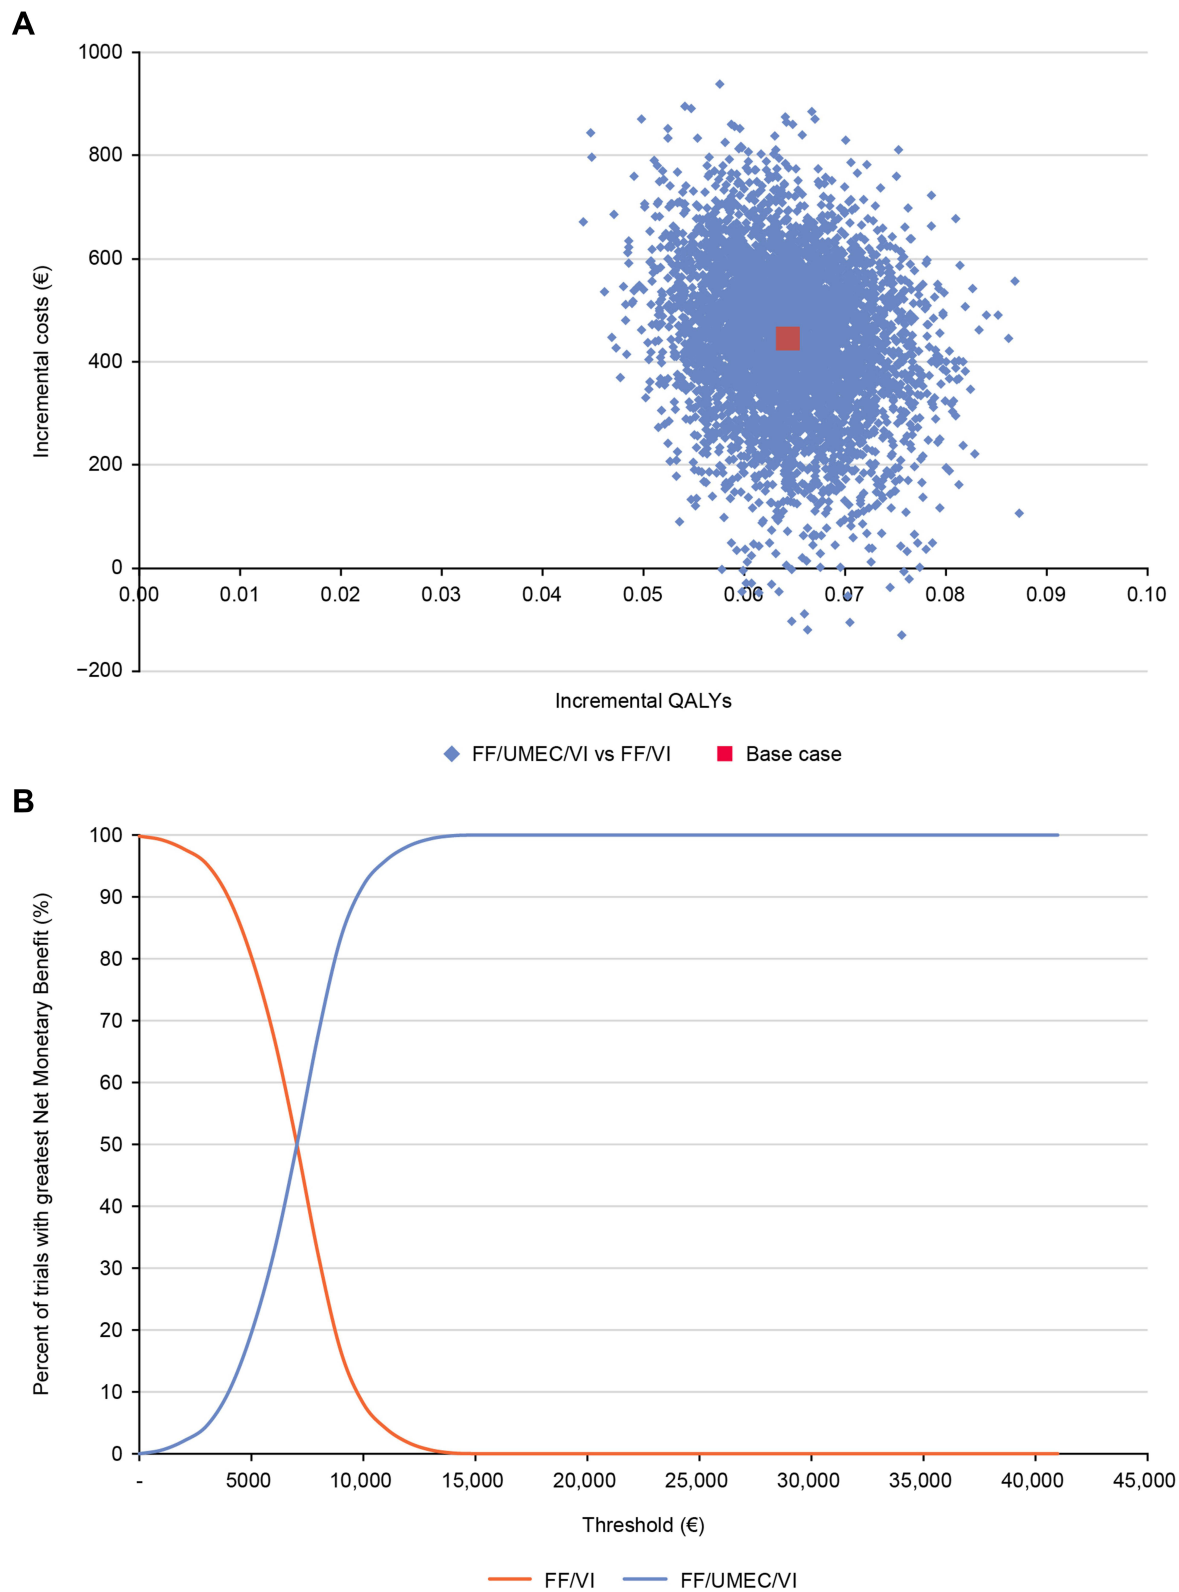 A
1000
800
600
400
200
0
−200
Incremental costs (€)
0.00 0.01 0.02 0.03 0.04 0.05 0.06 0.07 0.08 0.09 0.10
Incremental QALYs
FF/UMEC/VI vs FF/VI Base case
B
100
90
80
70
60
50
40
30
20
10
0
Percent of trials with greatest Net Monetary Benefit (%)
- 5000 10,000 15,000 20,000 25,000 30,000 35,000 40,000 45,000
Threshold (€)
FF/VI FF/UMEC/VI